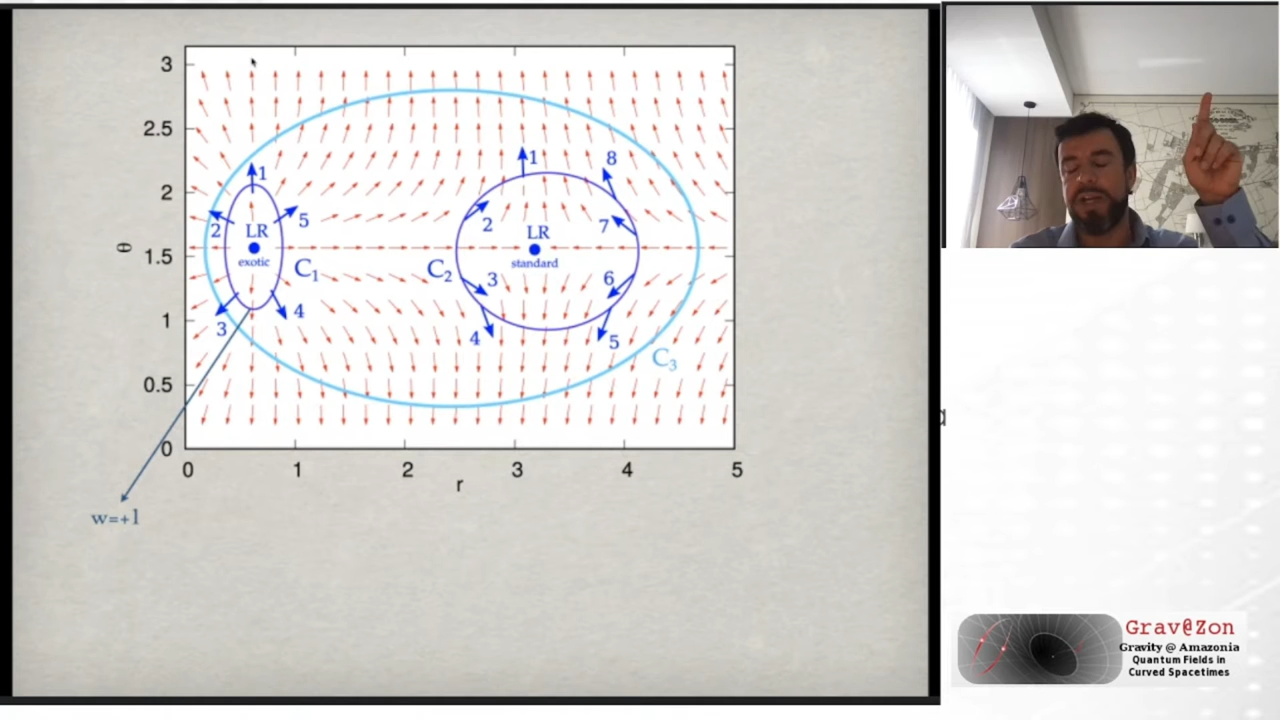 3
2.5
2
1.5
1
0.5
0
θ
0 1 2 3 4 5
r
1
2
3
4
5
LR
exotic
C1
1
2
3
4
5
6
7
8
LR
standard
C2
C3
w=+1
Grav@Zon
Gravity @ Amazonia
Quantum Fields in
Curved Spacetimes